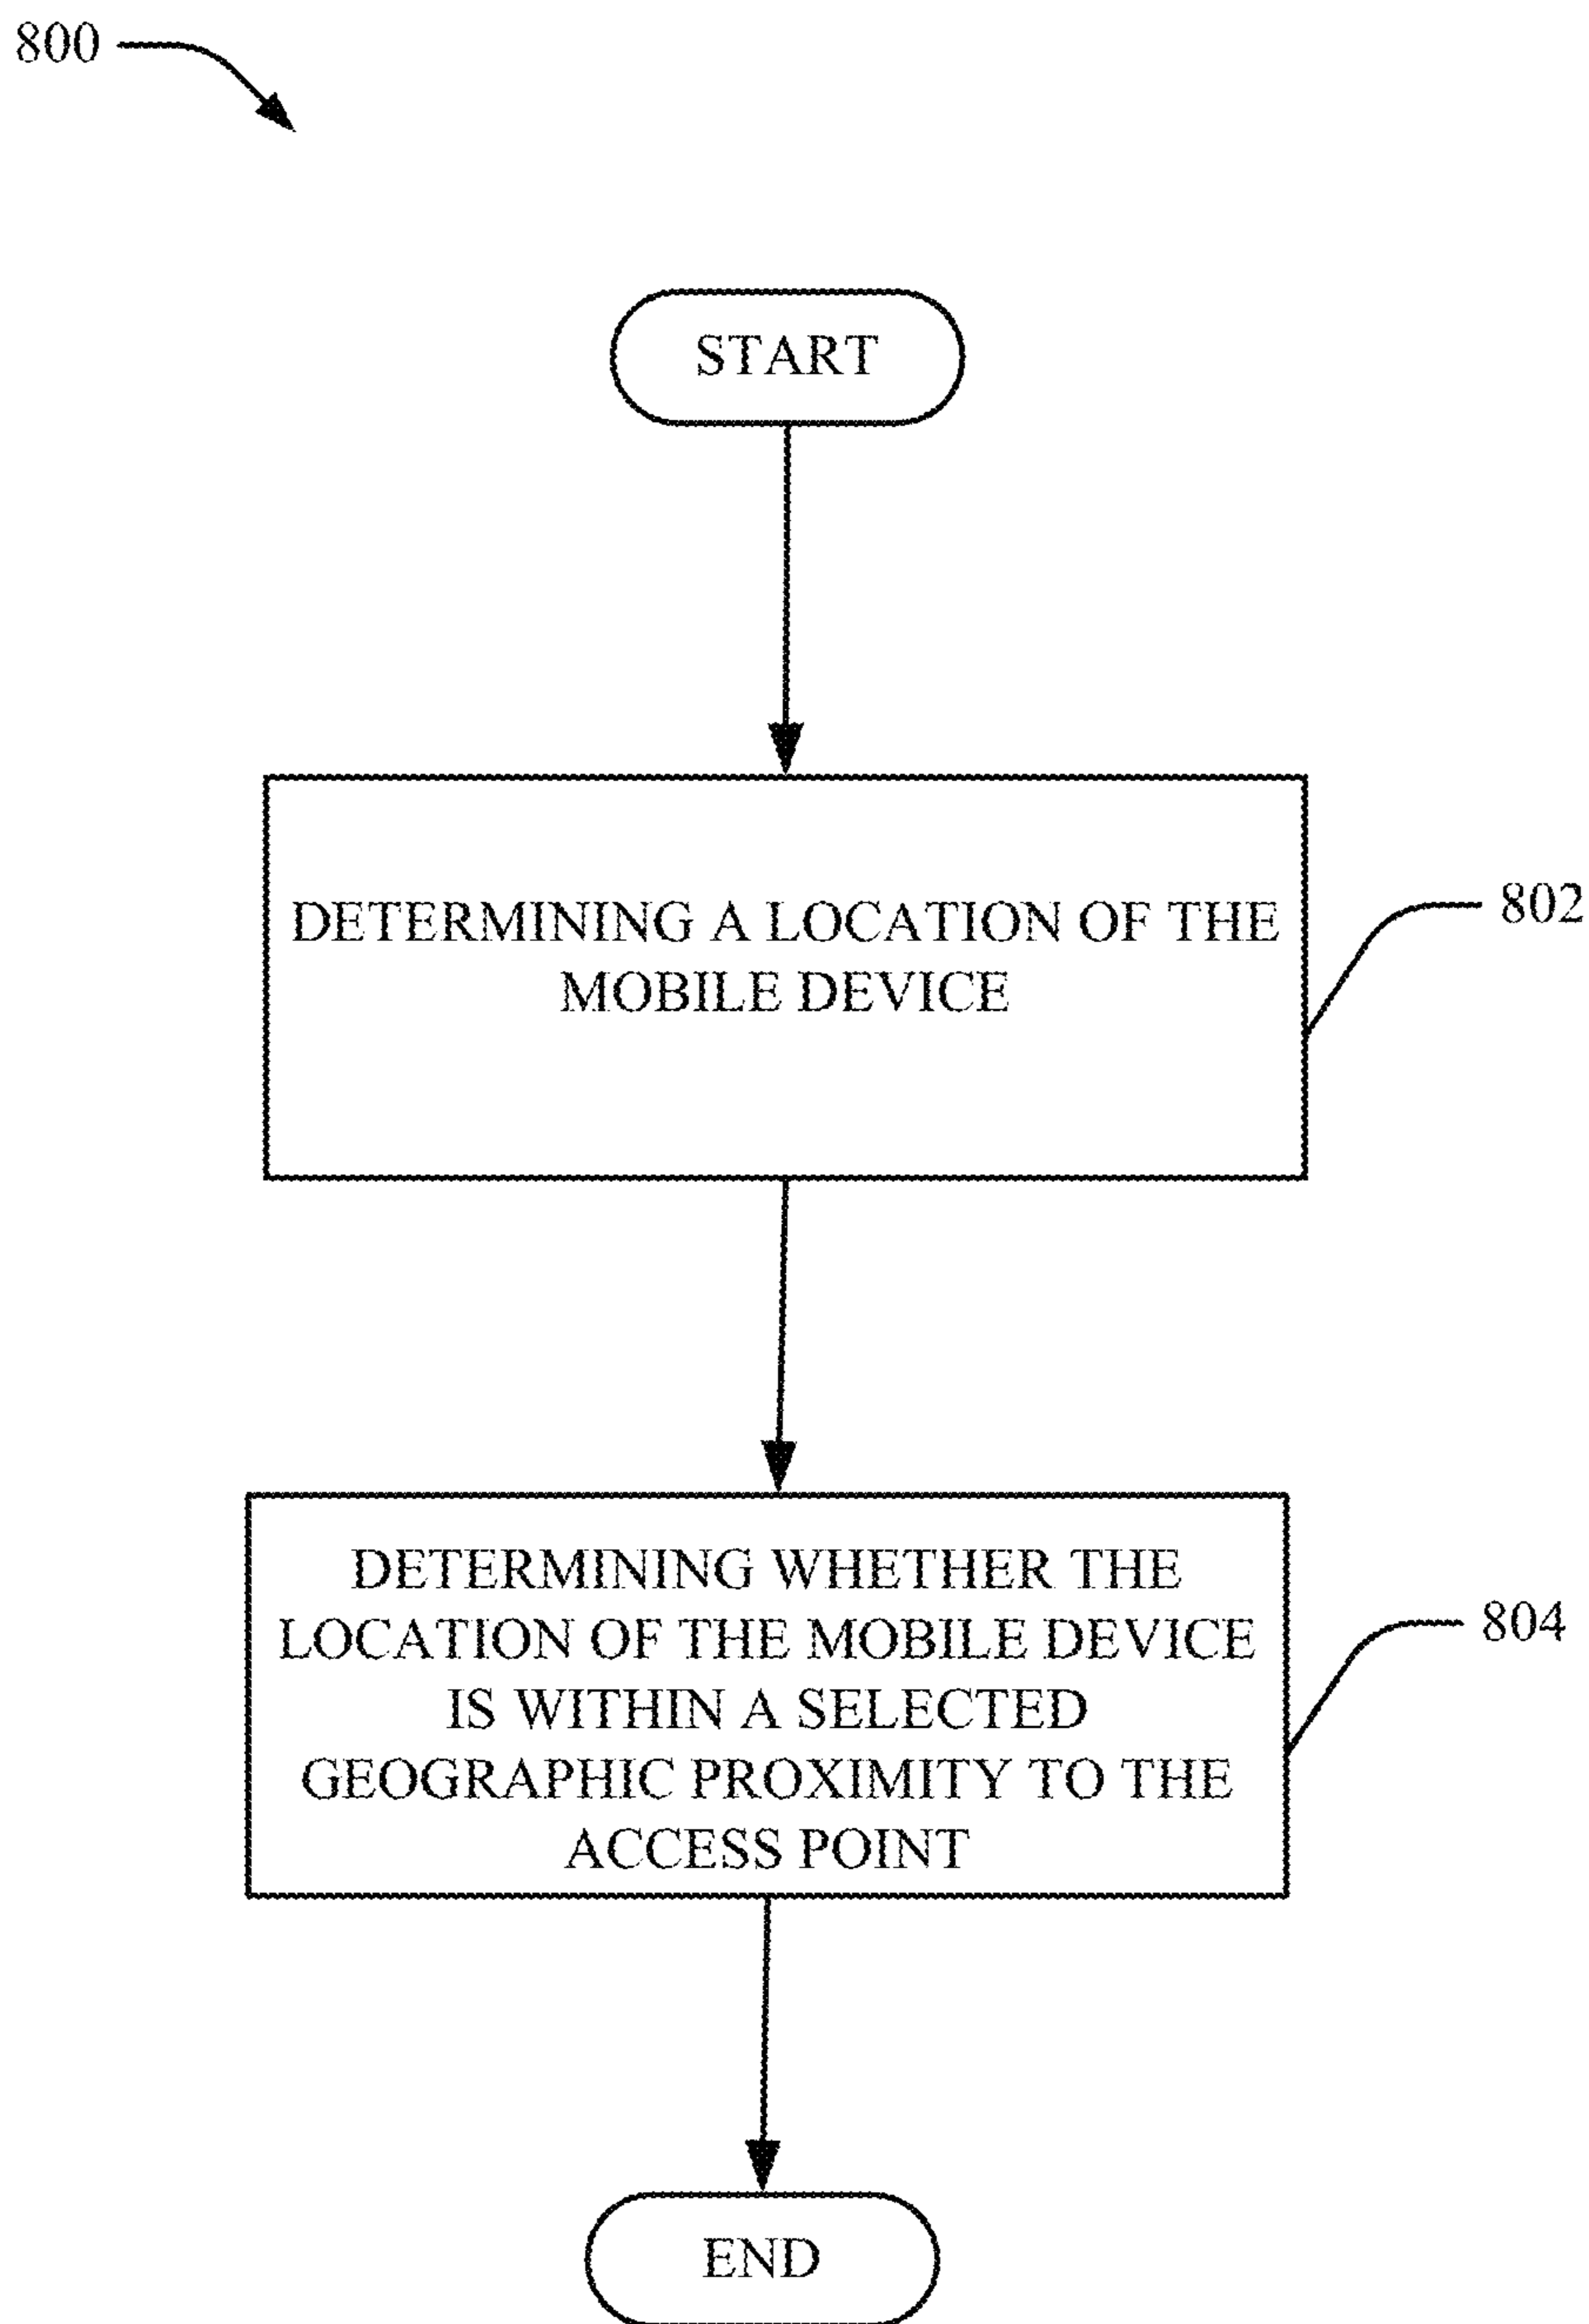 800
START
DETERMINING A LOCATION OF THE
MOBILE DEVICE
802
DETERMINING WHETHER THE
LOCATION OF THE MOBILE DEVICE
IS WITHIN A SELECTED
GEOGRAPHIC PROXIMITY TO THE
ACCESS POINT
804
END